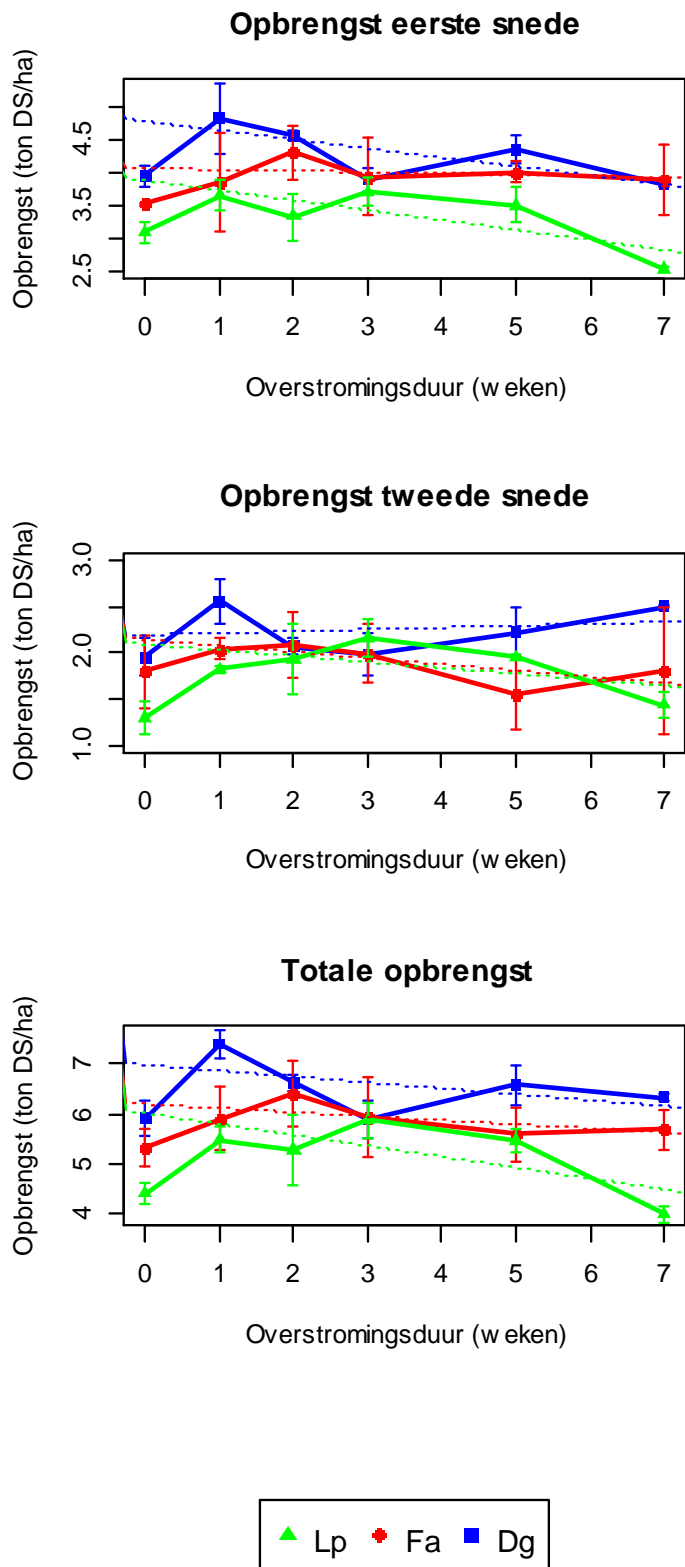 Opbrengst eerste snede
Opbrengst (ton DS/ha)
4.5
3.5
2.5
0 1 2 3 4 5 6 7
Overstromingsduur (weken)
Opbrengst tweede snede
Opbrengst (ton DS/ha)
3.0
2.0
1.0
0 1 2 3 4 5 6 7
Overstromingsduur (weken)
Totale opbrengst
Opbrengst (ton DS/ha)
7
6
5
4
0 1 2 3 4 5 6 7
Overstromingsduur (weken)
Lp Fa Dg